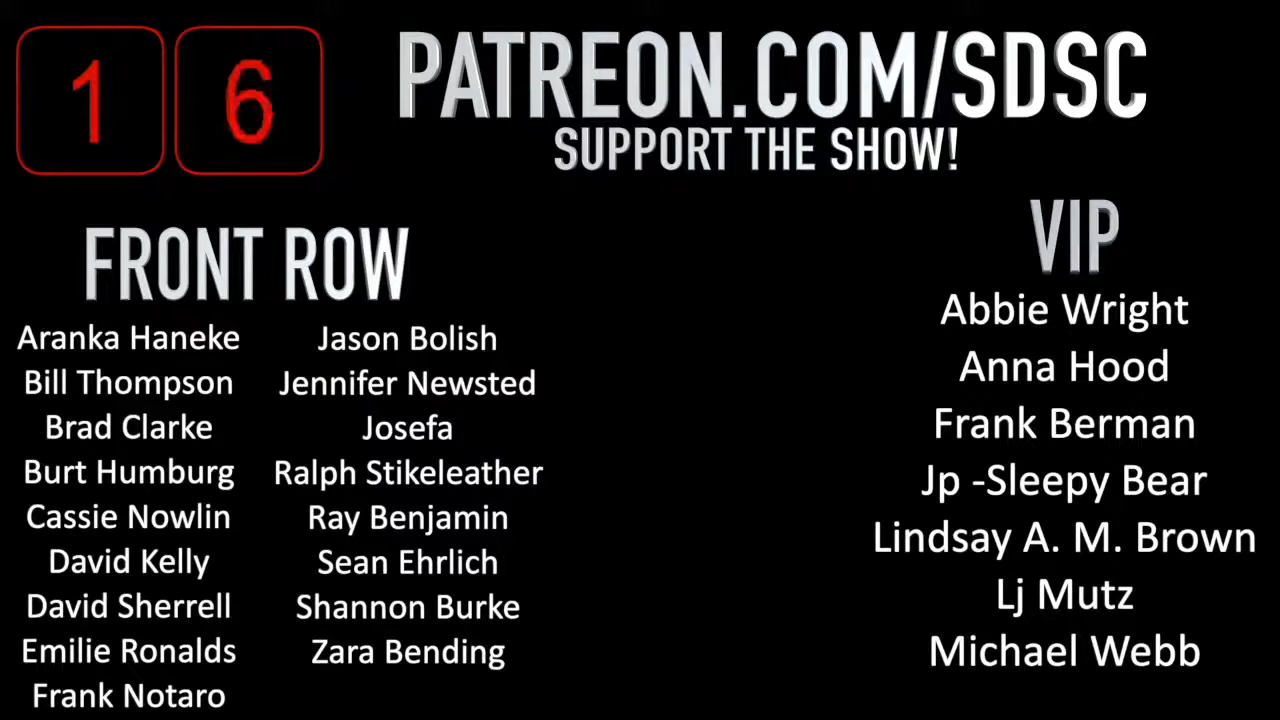 1 6
PATREON.COM/SDSC
SUPPORT THE SHOW!
FRONT ROW
Aranka Haneke
Bill Thompson
Brad Clarke
Burt Humburg
Cassie Nowlin
David Kelly
David Sherrell
Emilie Ronalds
Frank Notaro
Jason Bolish
Jennifer Newsted
Josefa
Ralph Stikeleather
Ray Benjamin
Sean Ehrlich
Shannon Burke
Zara Bending
VIP
Abbie Wright
Anna Hood
Frank Berman
Jp -Sleepy Bear
Lindsay A. M. Brown
Lj Mutz
Michael Webb